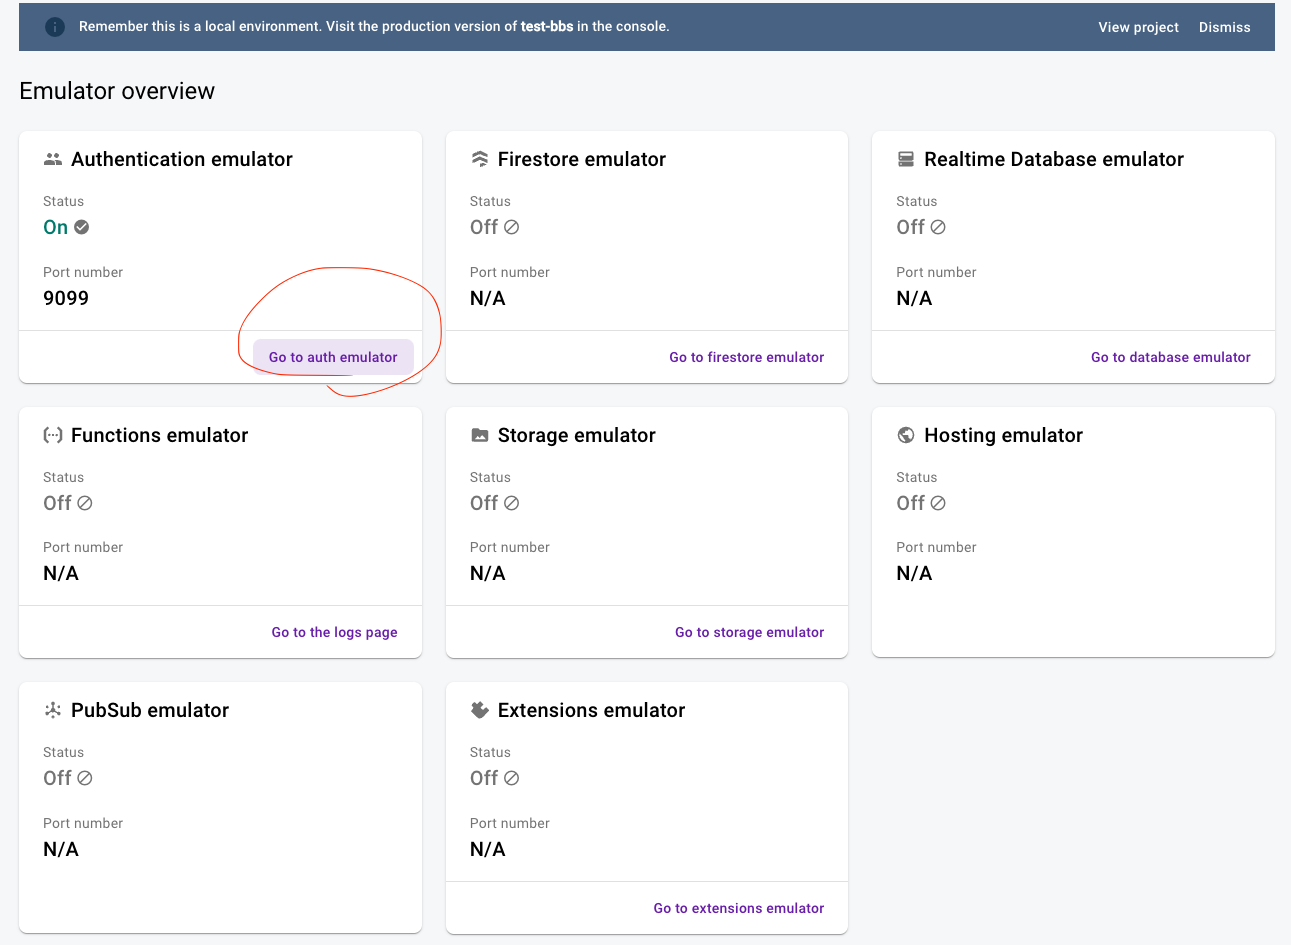 Remember this is a local environment. Visit the production version of test-bbs in the console.
View project
Dismiss
Emulator overview
Authentication emulator
Status
On
Port number
9099
Go to auth emulator
Firestore emulator
Status
Off
Port number
N/A
Go to firestore emulator
Realtime Database emulator
Status
Off
Port number
N/A
Go to database emulator
Functions emulator
Status
Off
Port number
N/A
Go to the logs page
Storage emulator
Status
Off
Port number
N/A
Go to storage emulator
Hosting emulator
Status
Off
Port number
N/A
PubSub emulator
Status
Off
Port number
N/A
Extensions emulator
Status
Off
Port number
N/A
Go to extensions emulator